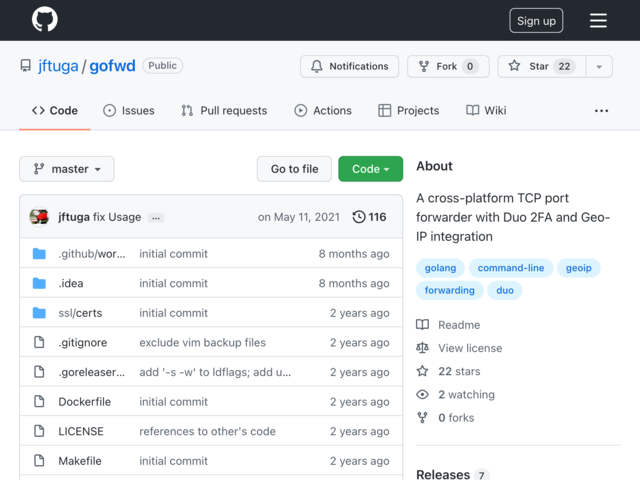 Sign up
jftuga / gofwd Public
Notifications Fork 0 Star 22
Code Issues Pull requests Actions Projects Wiki ...
master Go to file Code
jftuga fix Usage ... on May 11, 2021 116
.github/wor... initial commit 8 months ago
.idea initial commit 8 months ago
ssl/certs initial commit 2 years ago
.gitignore exclude vim backup files 2 years ago
.goreleaser... add '-s -w' to ldflags; add u... 2 years ago
Dockerfile initial commit 2 years ago
LICENSE references to other's code 2 years ago
Makefile initial commit 2 years ago
About
A cross-platform TCP port
forwarder with Duo 2FA and Geo-
IP integration
golang command-line geoip
forwarding duo
Readme
View license
22 stars
2 watching
0 forks
Releases 7